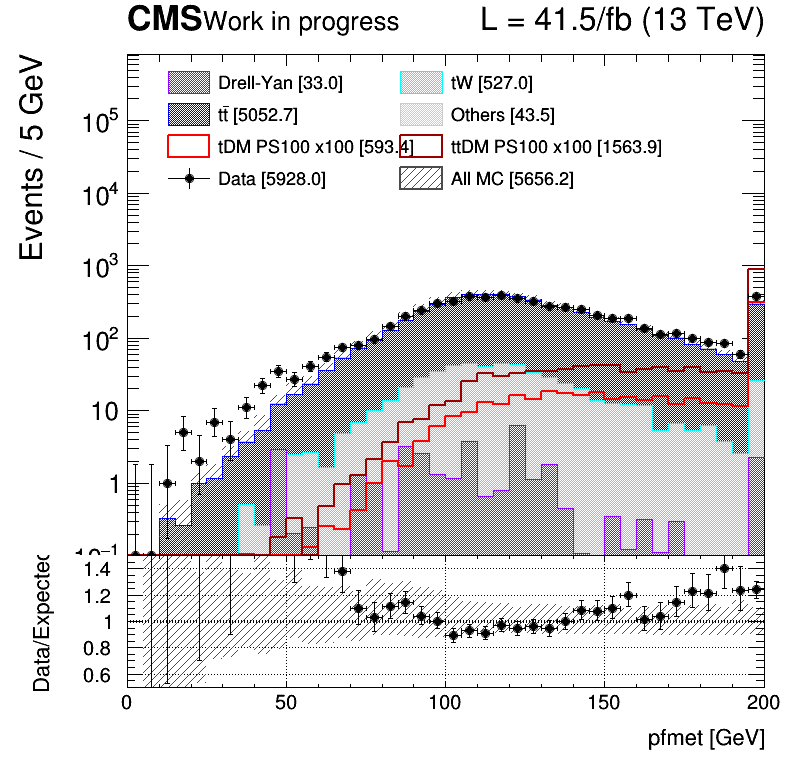 CMS Work in progress L = 41.5/fb (13 TeV)
Events / 5 GeV
Drell-Yan [33.0] tW [527.0]
tt̄ [5052.7] Others [43.5]
tDM PS100 x100 [593.4] ttDM PS100 x100 [1563.9]
Data [5928.0] All MC [5656.2]
10⁵
10⁴
10³
10²
10
1
10⁻¹
Data/Expected
1.4
1.2
1
0.8
0.6
0 50 100 150 200
pfmet [GeV]